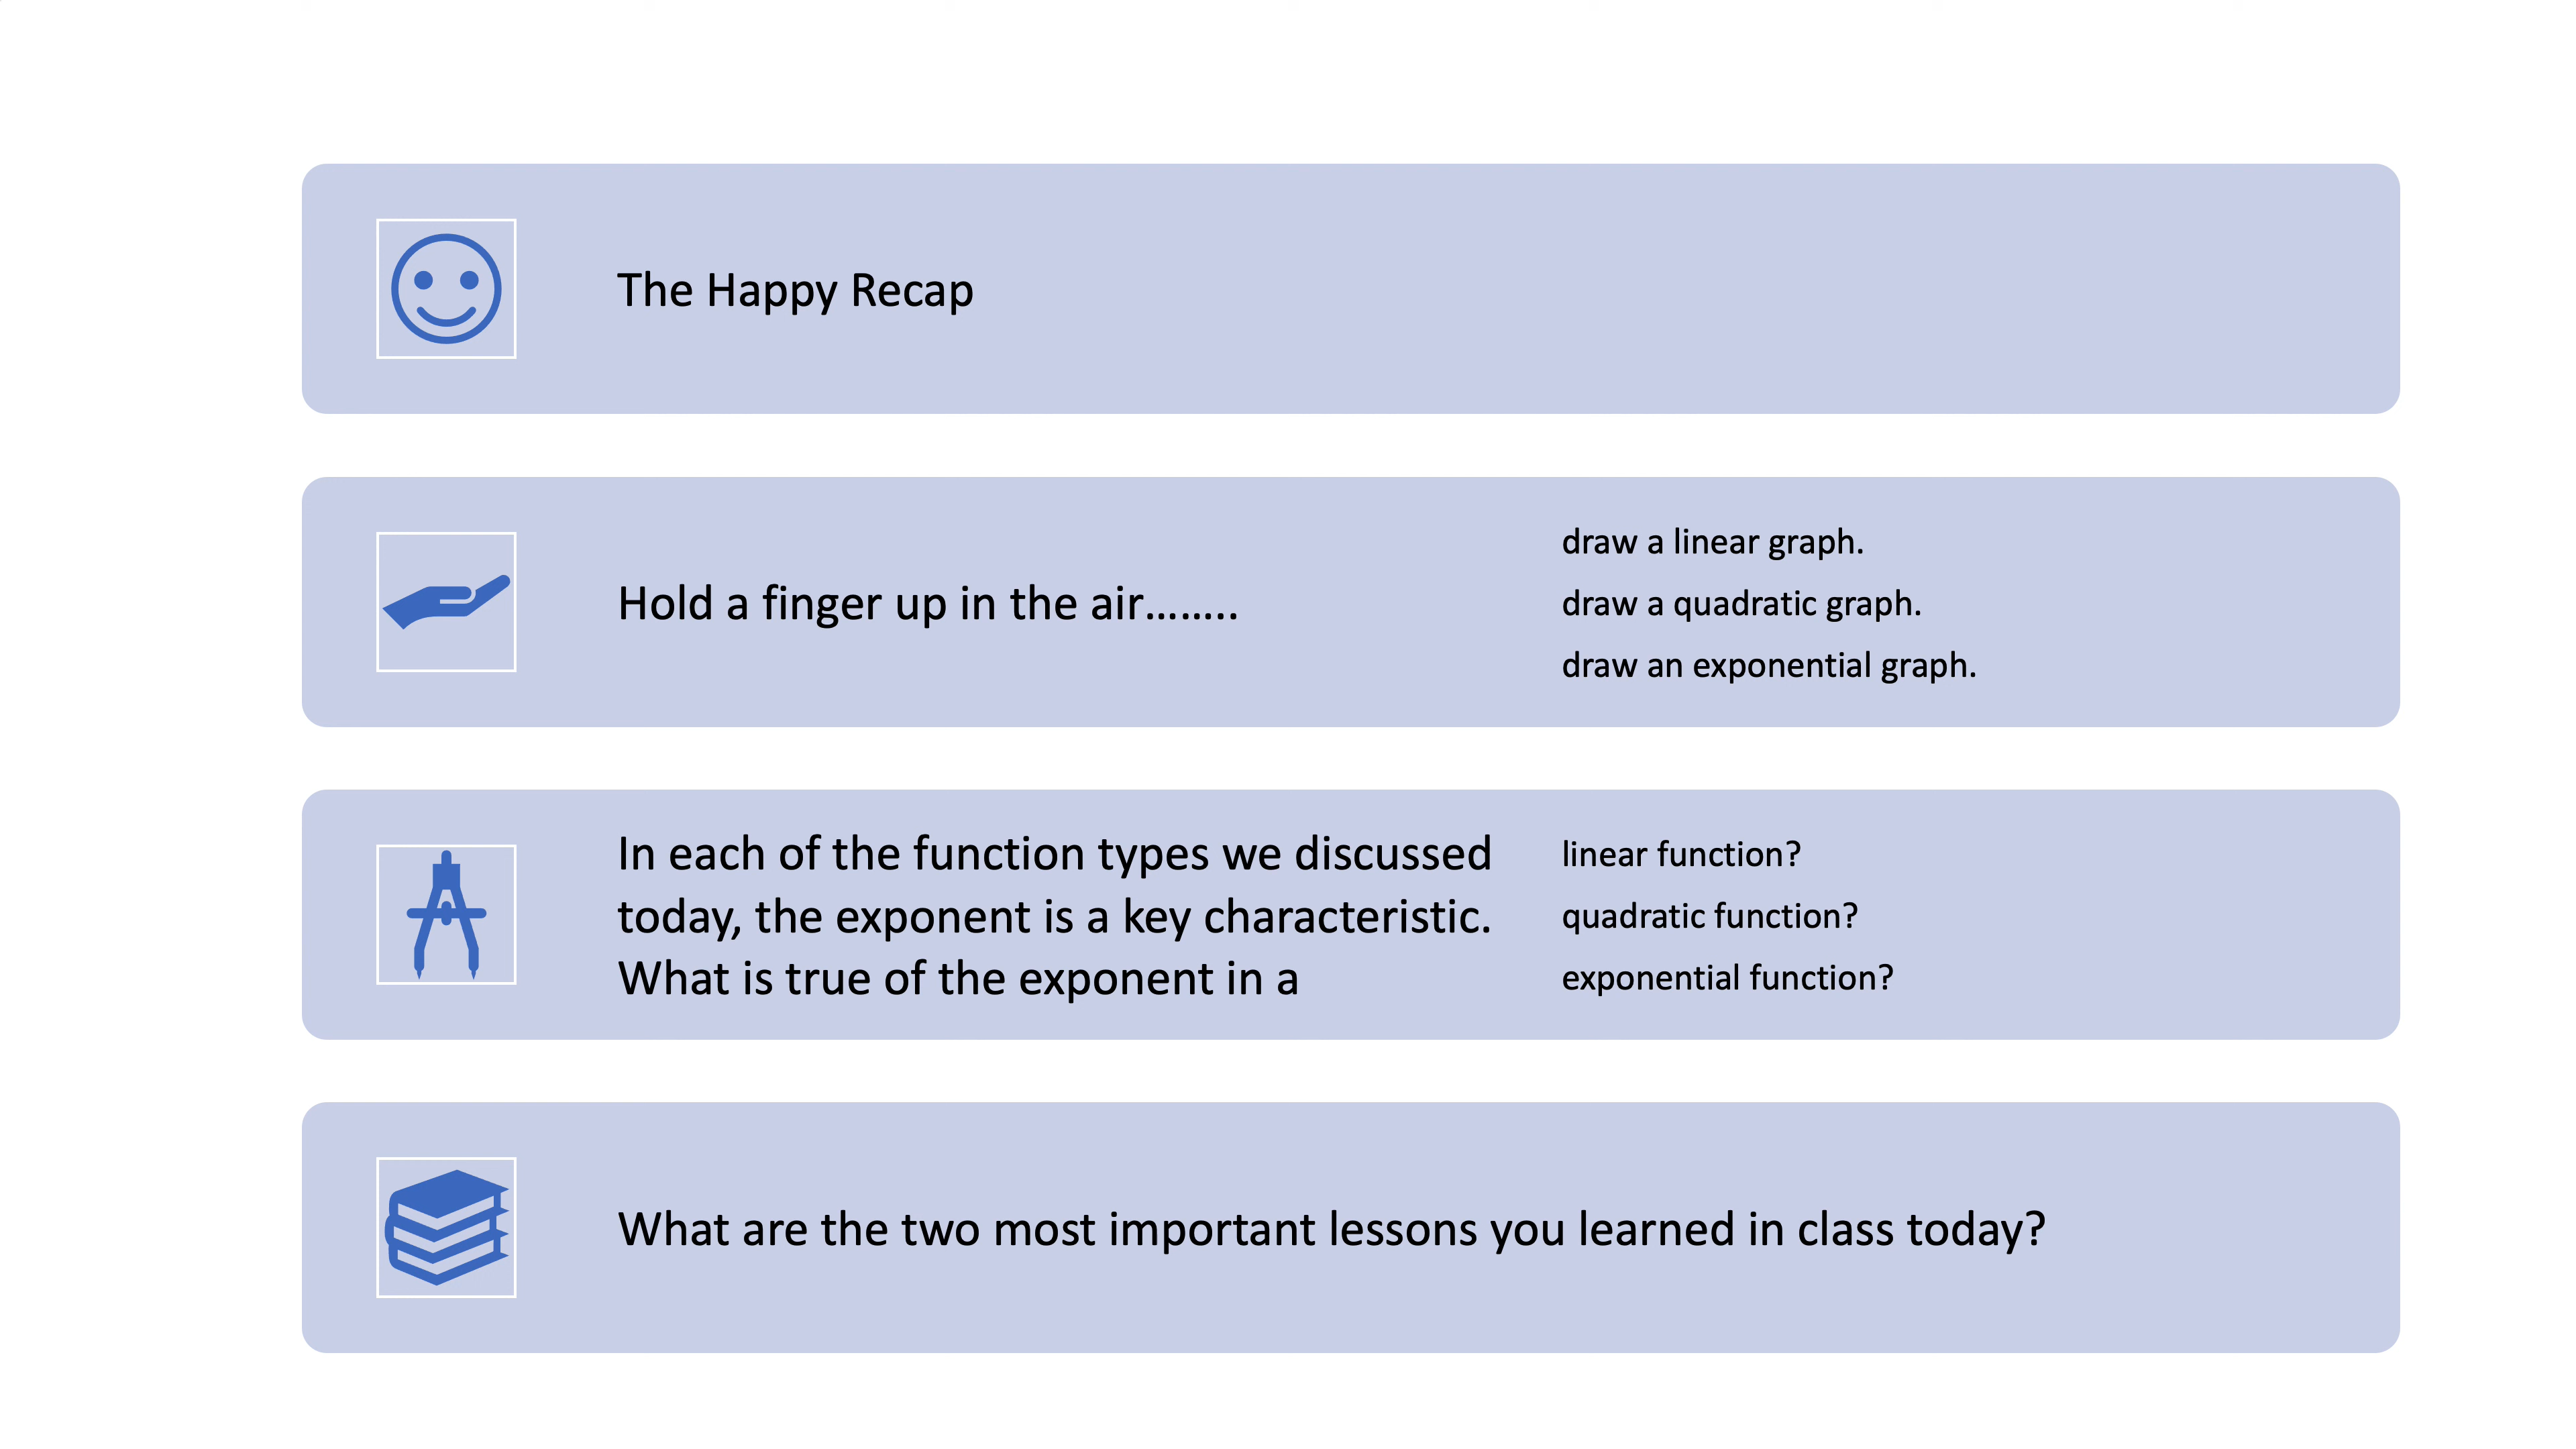 The Happy Recap
Hold a finger up in the air........
draw a linear graph.
draw a quadratic graph.
draw an exponential graph.
In each of the function types we discussed
today, the exponent is a key characteristic.
What is true of the exponent in a
linear function?
quadratic function?
exponential function?
What are the two most important lessons you learned in class today?